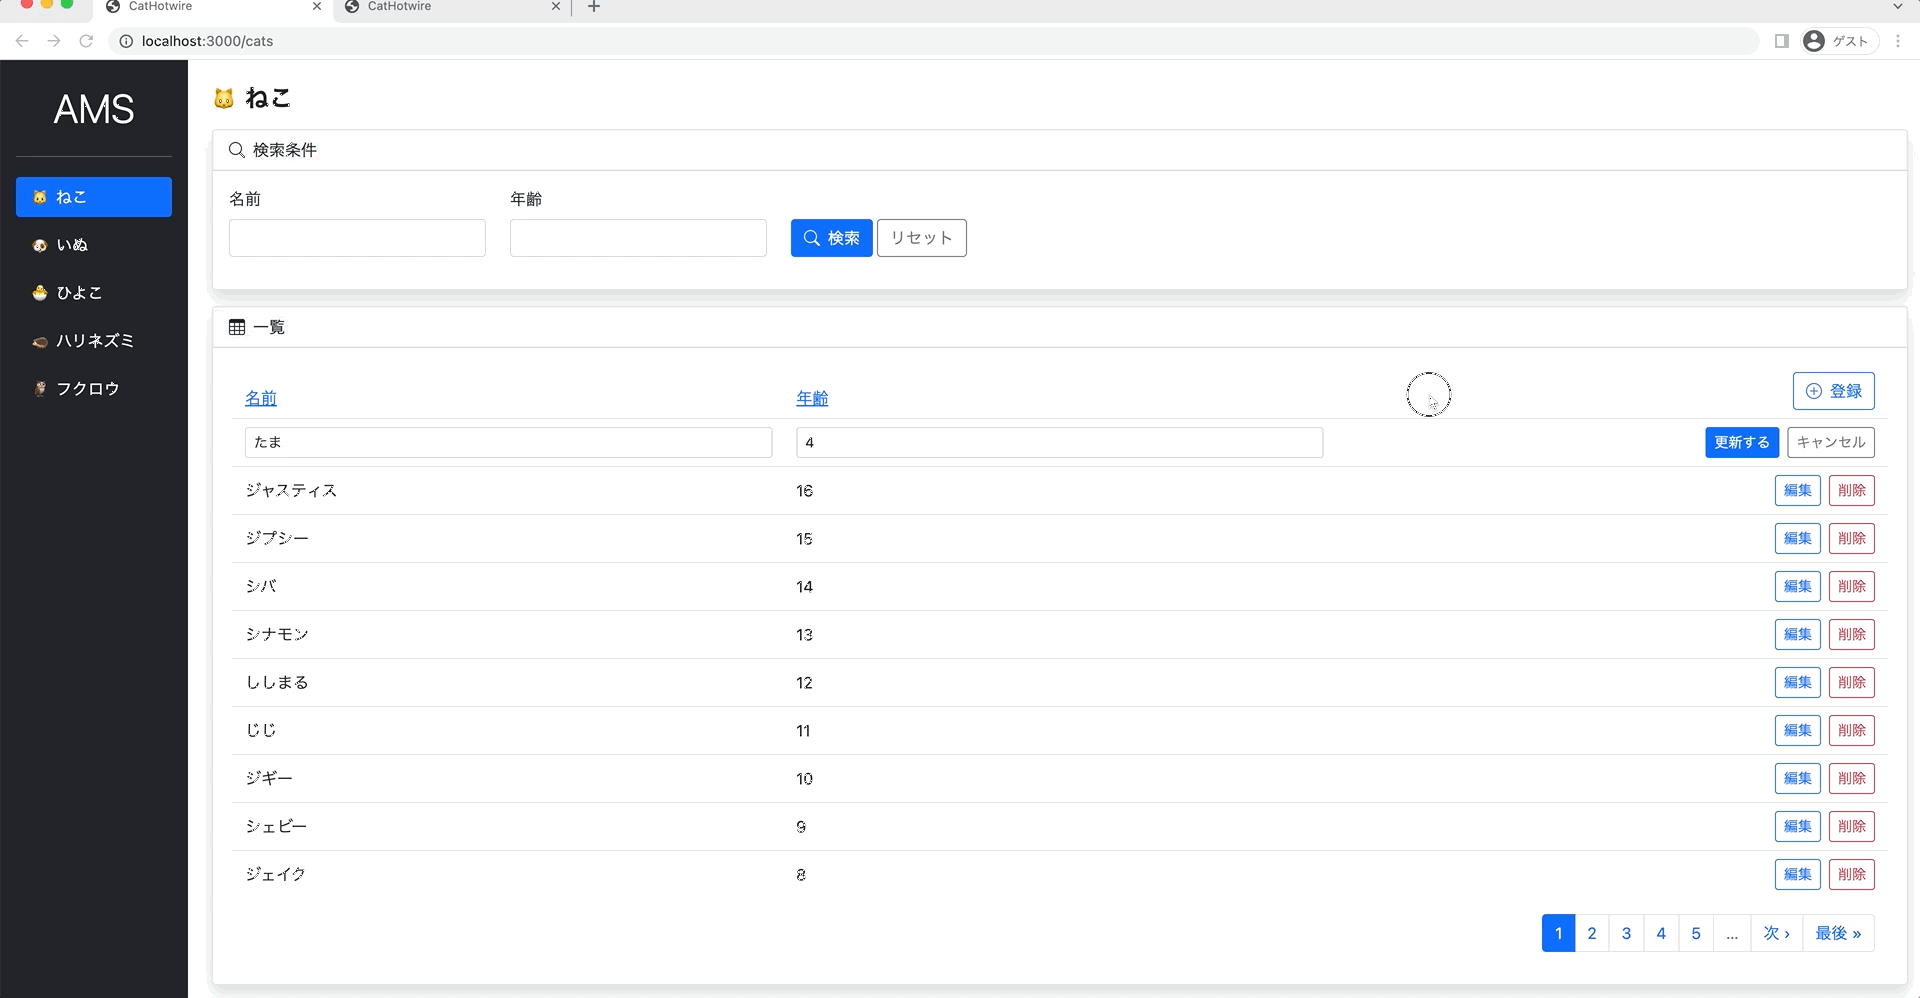 CatHotwire
CatHotwire
localhost:3000/cats
ゲスト
AMS
ねこ
いぬ
ひよこ
ハリネズミ
フクロウ
ねこ
検索条件
名前 年齢
検索 リセット
一覧
名前 年齢 登録
たま 4 更新する キャンセル
ジャスティス 16 編集 削除
ジプシー 15 編集 削除
シバ 14 編集 削除
シナモン 13 編集 削除
ししまる 12 編集 削除
じじ 11 編集 削除
ジギー 10 編集 削除
シェビー 9 編集 削除
ジェイク 8 編集 削除
1 2 3 4 5 ... 次 › 最後 »